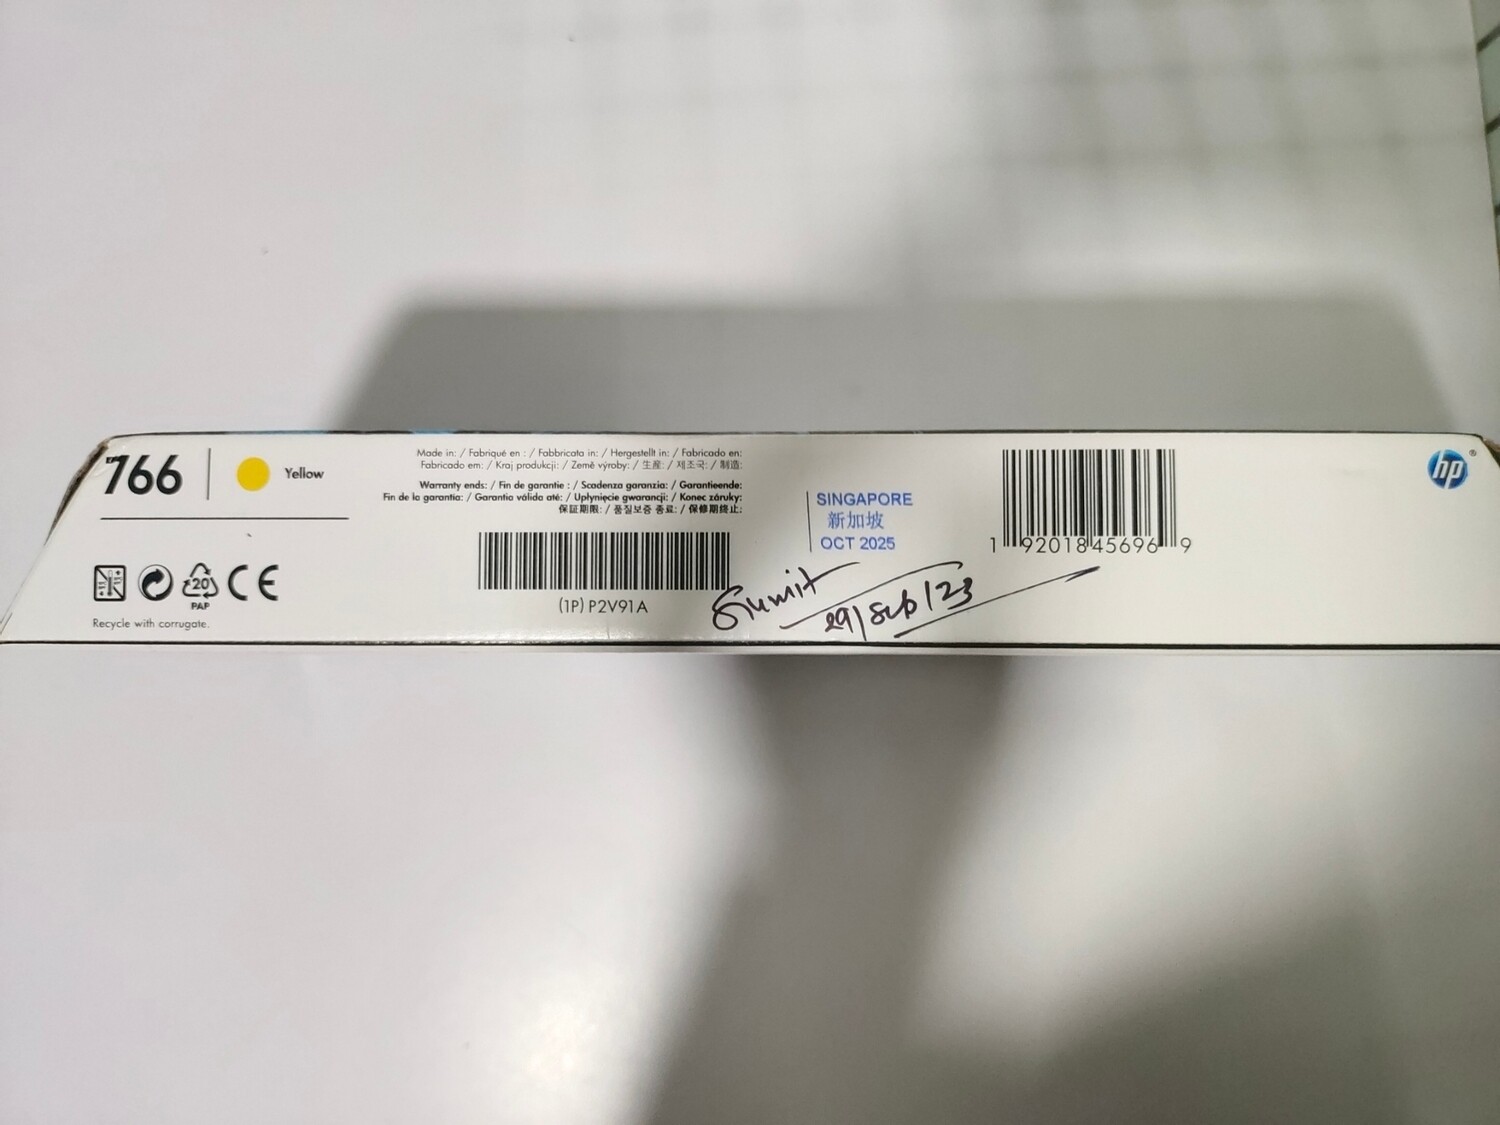 766
Yellow
Recycle with corrugate.
20
PAP
Made in: / Fabriqué en : / Fabbricata in: / Hergestellt in: / Fabricado en:
Fabricado em: / Kraj produkcji: / Země výroby: / 生産: / 제조국: / 制造:
Warranty ends: / Fin de garantie : / Scadenza garanzia: / Garantieende:
Fin de la garantía: / Garantia válida até: / Upłynięcie gwarancji: / Konec záruky:
保証期限: / 품질보증 종료: / 保修期终止:
(1P) P2V91A
SINGAPORE
新加坡
OCT 2025
Sumit
29/Sep/23
1 92018 45696 9
hp